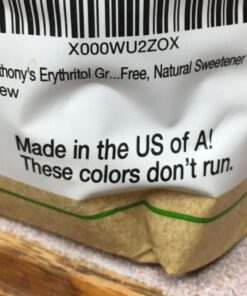 X000WU2ZOX
thony's Erythritol Gr...Free, Natural Sweetener
ew
Made in the US of A!
These colors don't run.